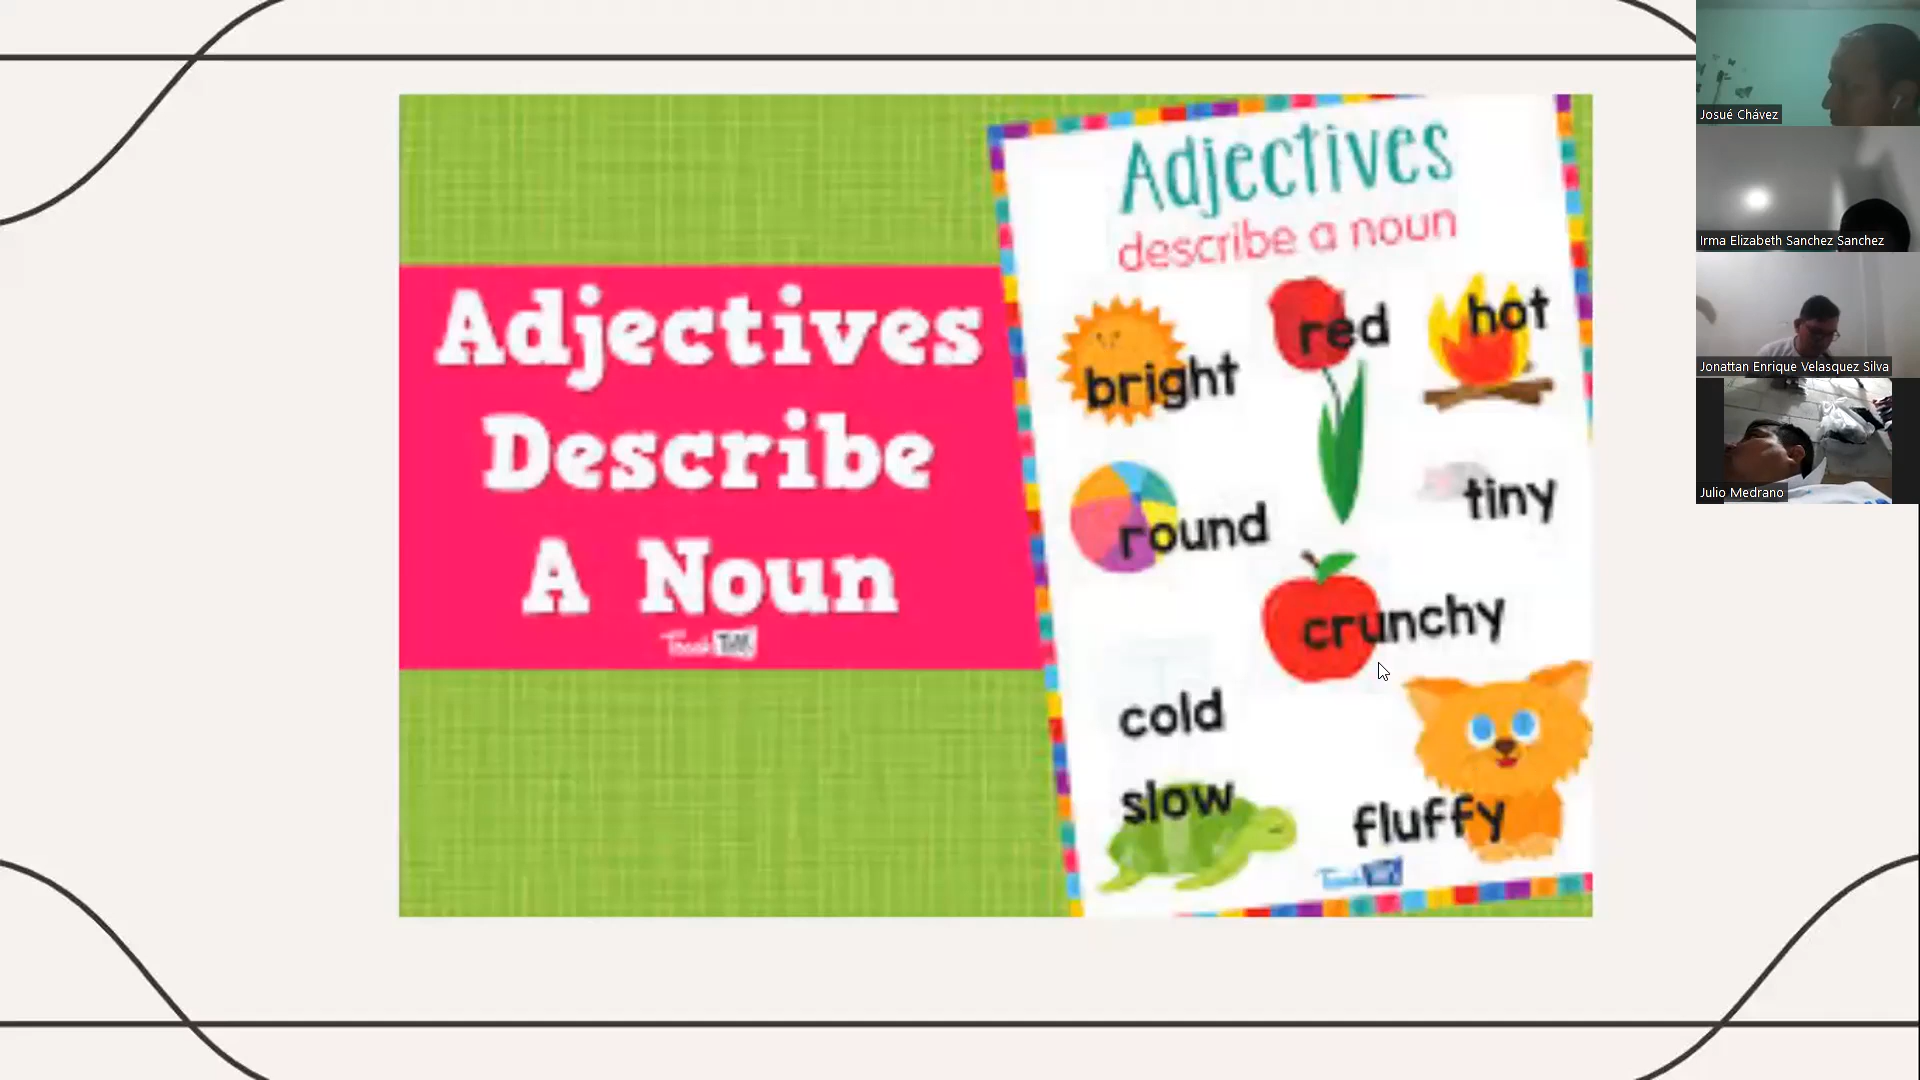 Adjectives
Describe
A Noun
Adjectives
describe a noun
bright
red
hot
round
tiny
crunchy
cold
slow
fluffy
Josué Chávez
Irma Elizabeth Sanchez Sanchez
Jonattan Enrique Velasquez Silva
Julio Medrano